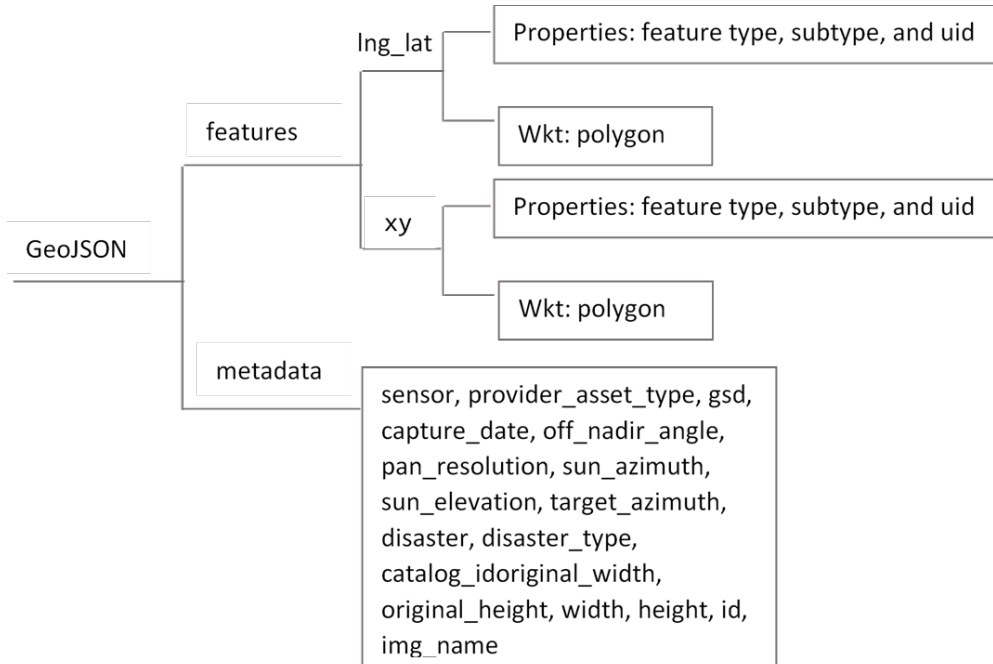 lng_lat
Properties: feature type, subtype, and uid
features
Wkt: polygon
Properties: feature type, subtype, and uid
xy
GeoJSON
Wkt: polygon
metadata
sensor, provider_asset_type, gsd,
capture_date, off_nadir_angle,
pan_resolution, sun_azimuth,
sun_elevation, target_azimuth,
disaster, disaster_type,
catalog_idoriginal_width,
original_height, width, height, id,
img_name